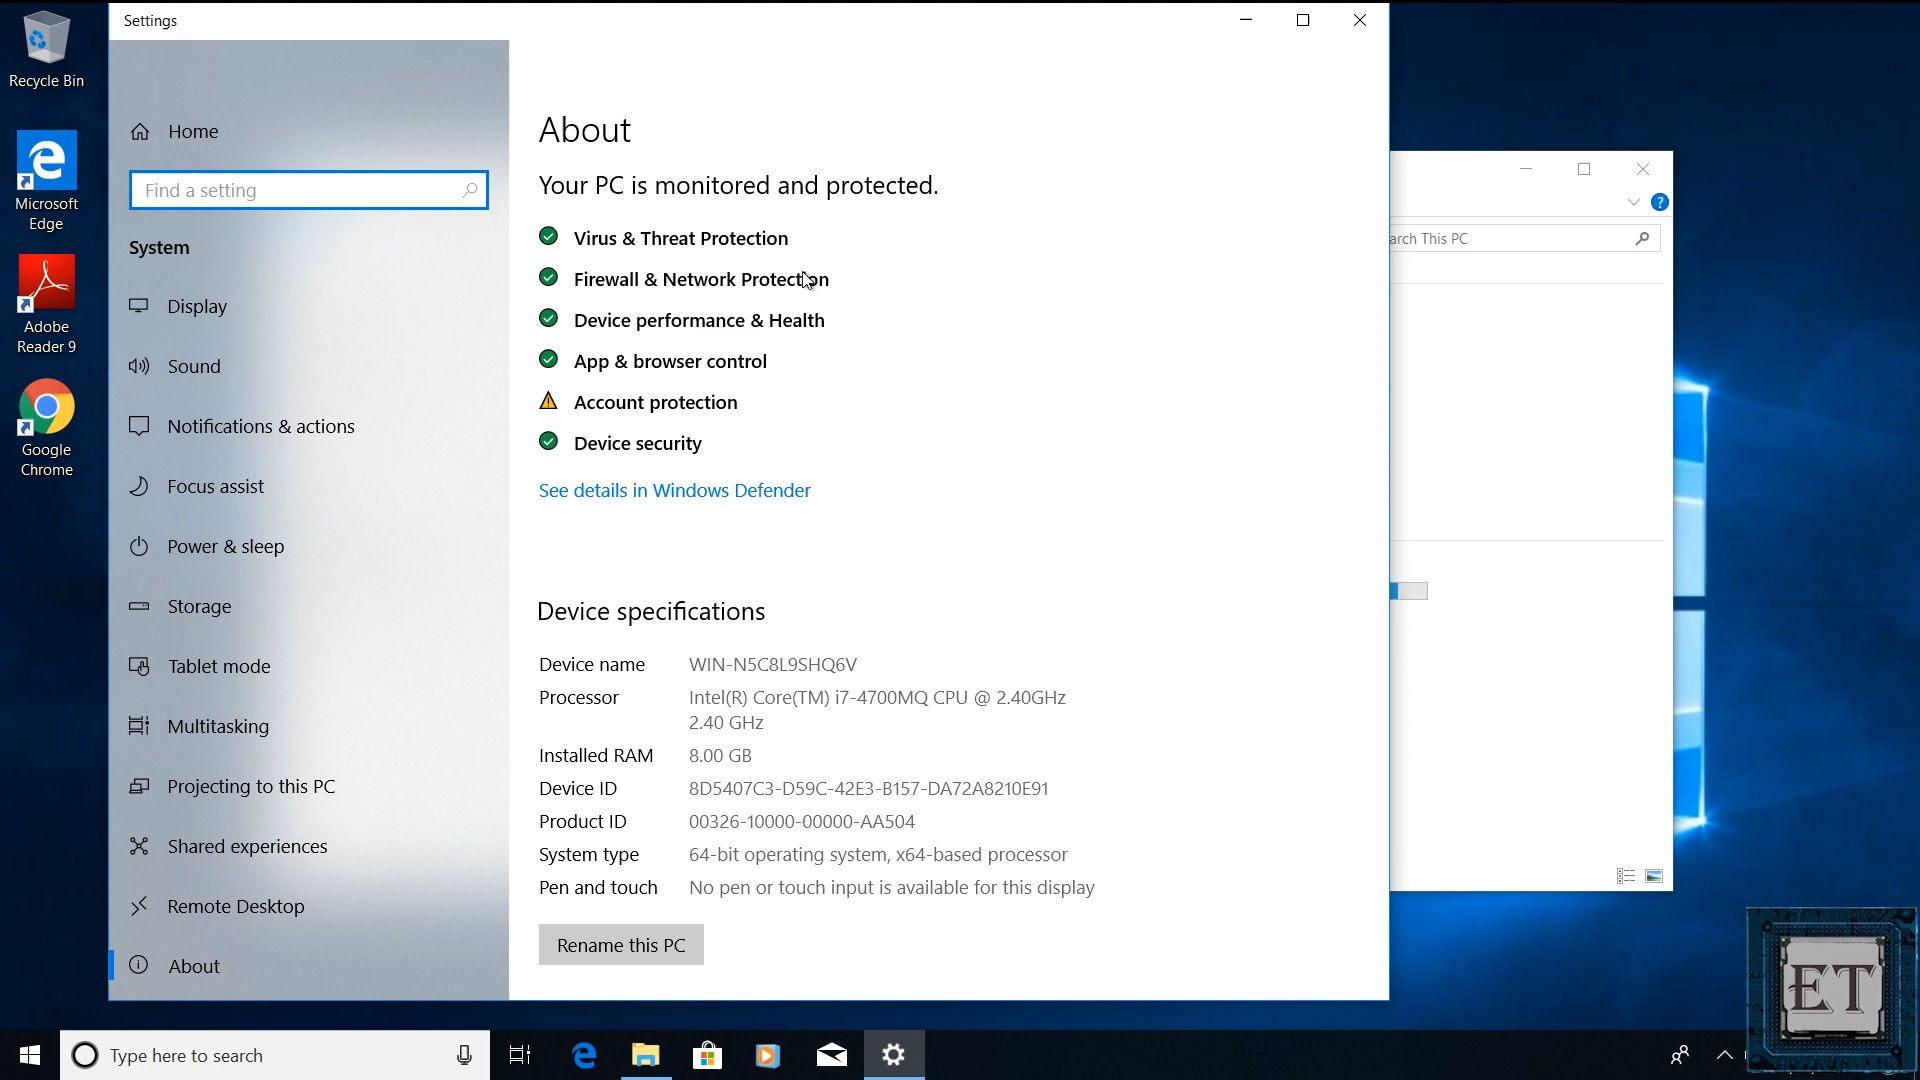 Settings
Recycle Bin
Microsoft
Edge
Adobe
Reader 9
Google
Chrome
Home
Find a setting
System
Display
Sound
Notifications & actions
Focus assist
Power & sleep
Storage
Tablet mode
Multitasking
Projecting to this PC
Shared experiences
Remote Desktop
About
About
Your PC is monitored and protected.
Virus & Threat Protection
Firewall & Network Protection
Device performance & Health
App & browser control
Account protection
Device security
See details in Windows Defender
Device specifications
Device name WIN-N5C8L9SHQ6V
Processor Intel(R) Core(TM) i7-4700MQ CPU @ 2.40GHz
2.40 GHz
Installed RAM 8.00 GB
Device ID 8D5407C3-D59C-42E3-B157-DA72A8210E91
Product ID 00326-10000-00000-AA504
System type 64-bit operating system, x64-based processor
Pen and touch No pen or touch input is available for this display
Rename this PC
?
arch This PC
Type here to search
ET